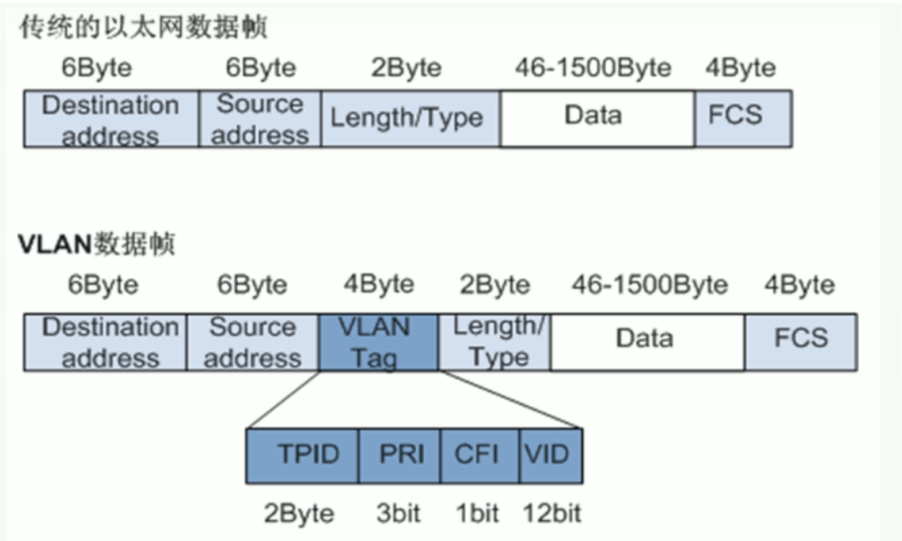 传统的以太网数据帧
6Byte 6Byte 2Byte 46-1500Byte 4Byte
Destination address Source address Length/Type Data FCS
VLAN数据帧
6Byte 6Byte 4Byte 2Byte 46-1500Byte 4Byte
Destination address Source address VLAN Tag Length/Type Data FCS
TPID PRI CFI VID
2Byte 3bit 1bit 12bit